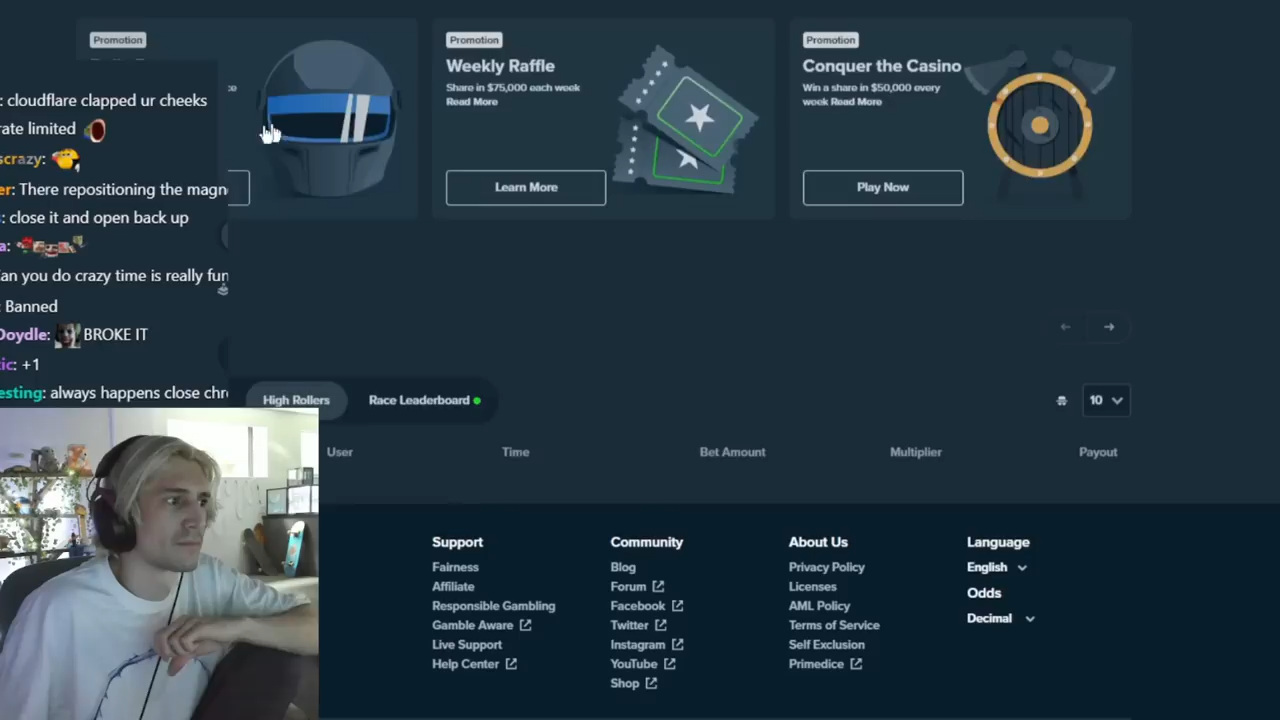 Promotion
Promotion
Weekly Raffle
Share in $75,000 each week
Read More
Learn More
Promotion
Conquer the Casino
Win a share in $50,000 every
week Read More
Play Now
: cloudflare clapped ur cheeks
rate limited
scrazy:
er: There repositioning the magn
: close it and open back up
a:
an you do crazy time is really fun
: Banned
Doydle: BROKE IT
tic: +1
esting: always happens close chr
High Rollers
Race Leaderboard
10
User Time Bet Amount Multiplier Payout
Support
Fairness
Affiliate
Responsible Gambling
Gamble Aware
Live Support
Help Center
Community
Blog
Forum
Facebook
Twitter
Instagram
YouTube
Shop
About Us
Privacy Policy
Licenses
AML Policy
Terms of Service
Self Exclusion
Primedice
Language
English
Odds
Decimal